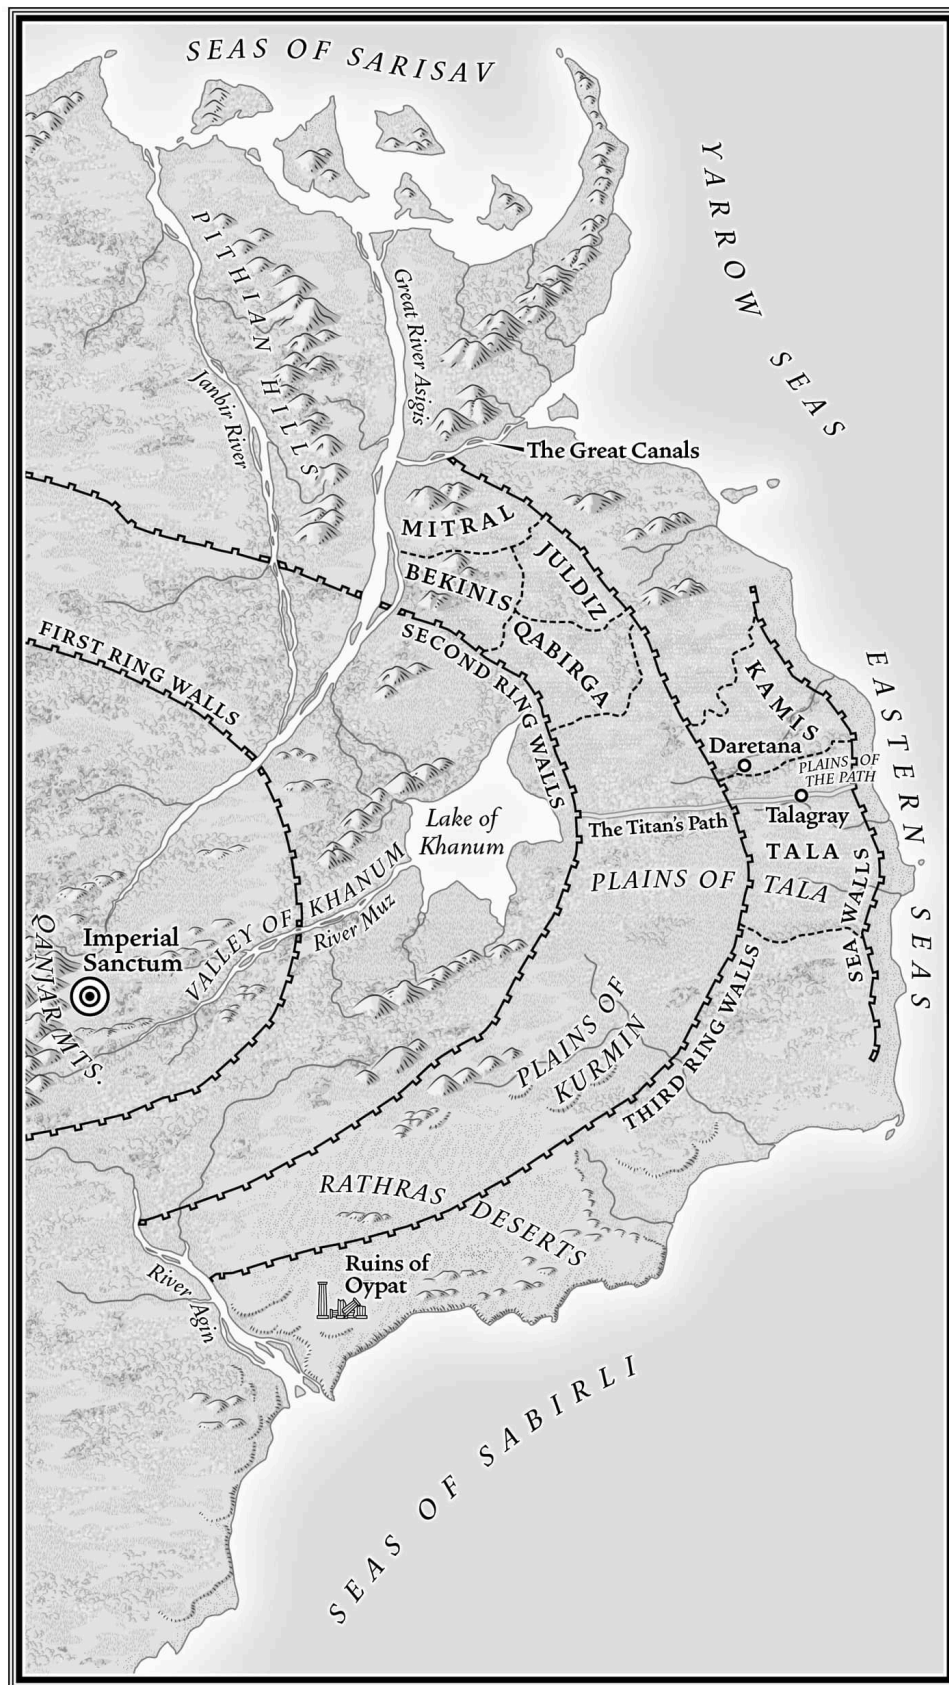 SEAS OF SARISAV
YARROW SEAS
PITHIAN HILLS
Great River Asigis
Janbir River
The Great Canals
MITRAL
JULDIZ
BEKINIS
QABIRGA
FIRST RING WALLS
SECOND RING WALLS
KAMIS
EASTERN SEAS
Daretana
PLAINS OF
THE PATH
Talagray
The Titan's Path
Lake of
Khanum
TALA
PLAINS OF TALA
VALLEY OF KHANUM
River Muz
SEA WALLS
QANJAR MTS.
Imperial
Sanctum
PLAINS OF
KURMIN
THIRD RING WALLS
RATHRAS DESERTS
Ruins of
Oypat
River Agin
SEAS OF SABIRLI